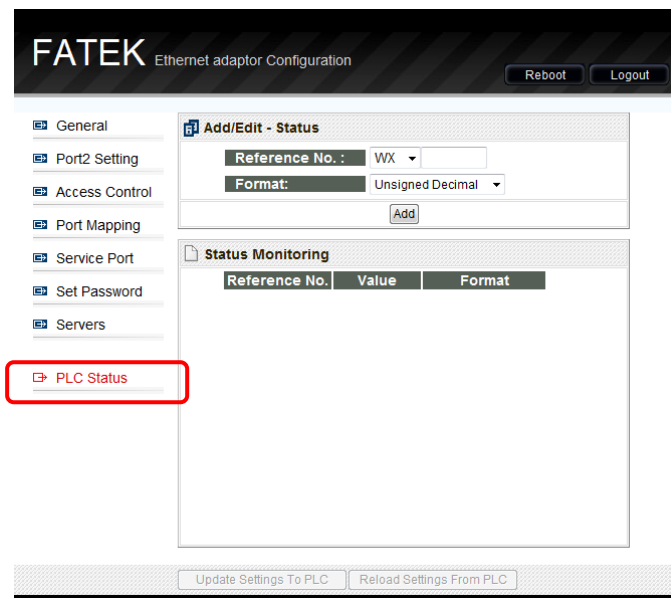 FATEK Ethernet adaptor Configuration
Reboot Logout
General
Port2 Setting
Access Control
Port Mapping
Service Port
Set Password
Servers
PLC Status
Add/Edit - Status
Reference No. : WX
Format: Unsigned Decimal
Add
Status Monitoring
Reference No. Value Format
Update Settings To PLC Reload Settings From PLC